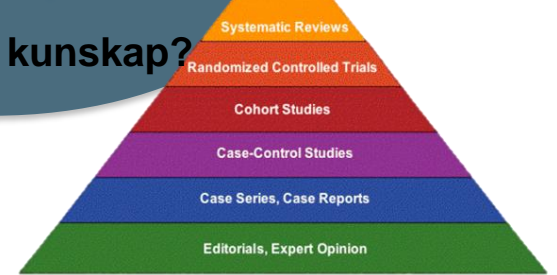 Systematic Reviews
kunskap?
Randomized Controlled Trials
Cohort Studies
Case-Control Studies
Case Series, Case Reports
Editorials, Expert Opinion